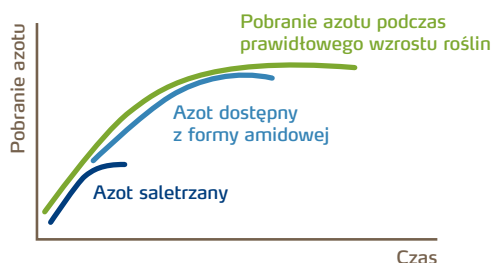 Pobranie azotu podczas
prawidłowego wzrostu roślin
Pobranie azotu
Azot dostępny
z formy amidowej
Azot saletrzany
Czas